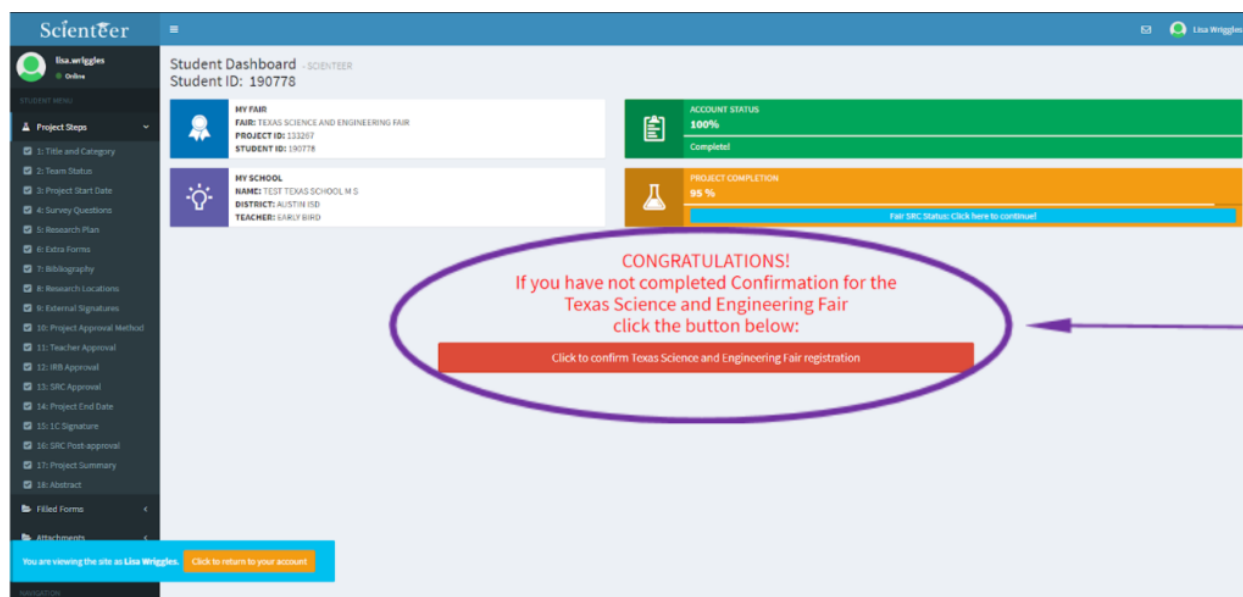 Scienteer
Lisa Wriggles
lisa.wriggles
Online
STUDENT MENU
Project Steps
1: Title and Category
2: Team Status
3: Project Start Date
4: Survey Questions
5: Research Plan
6: Extra Forms
7: Bibliography
8: Research Locations
9: External Signatures
10: Project Approval Method
11: Teacher Approval
12: IRB Approval
13: SRC Approval
14: Project End Date
15: 1C Signature
16: SRC Post-approval
17: Project Summary
18: Abstract
Filled Forms
Attachments
You are viewing the site as Lisa Wriggles. Click to return to your account
NAVIGATION
Student Dashboard - SCIENTEER
Student ID: 190778
MY FAIR
FAIR: TEXAS SCIENCE AND ENGINEERING FAIR
PROJECT ID: 133267
STUDENT ID: 190778
ACCOUNT STATUS
100%
Complete!
MY SCHOOL
NAME: TEST TEXAS SCHOOL M S
DISTRICT: AUSTIN ISD
TEACHER: EARLY BIRD
PROJECT COMPLETION
95 %
Fair SRC Status: Click here to continue!
CONGRATULATIONS!
If you have not completed Confirmation for the
Texas Science and Engineering Fair
click the button below:
Click to confirm Texas Science and Engineering Fair registration